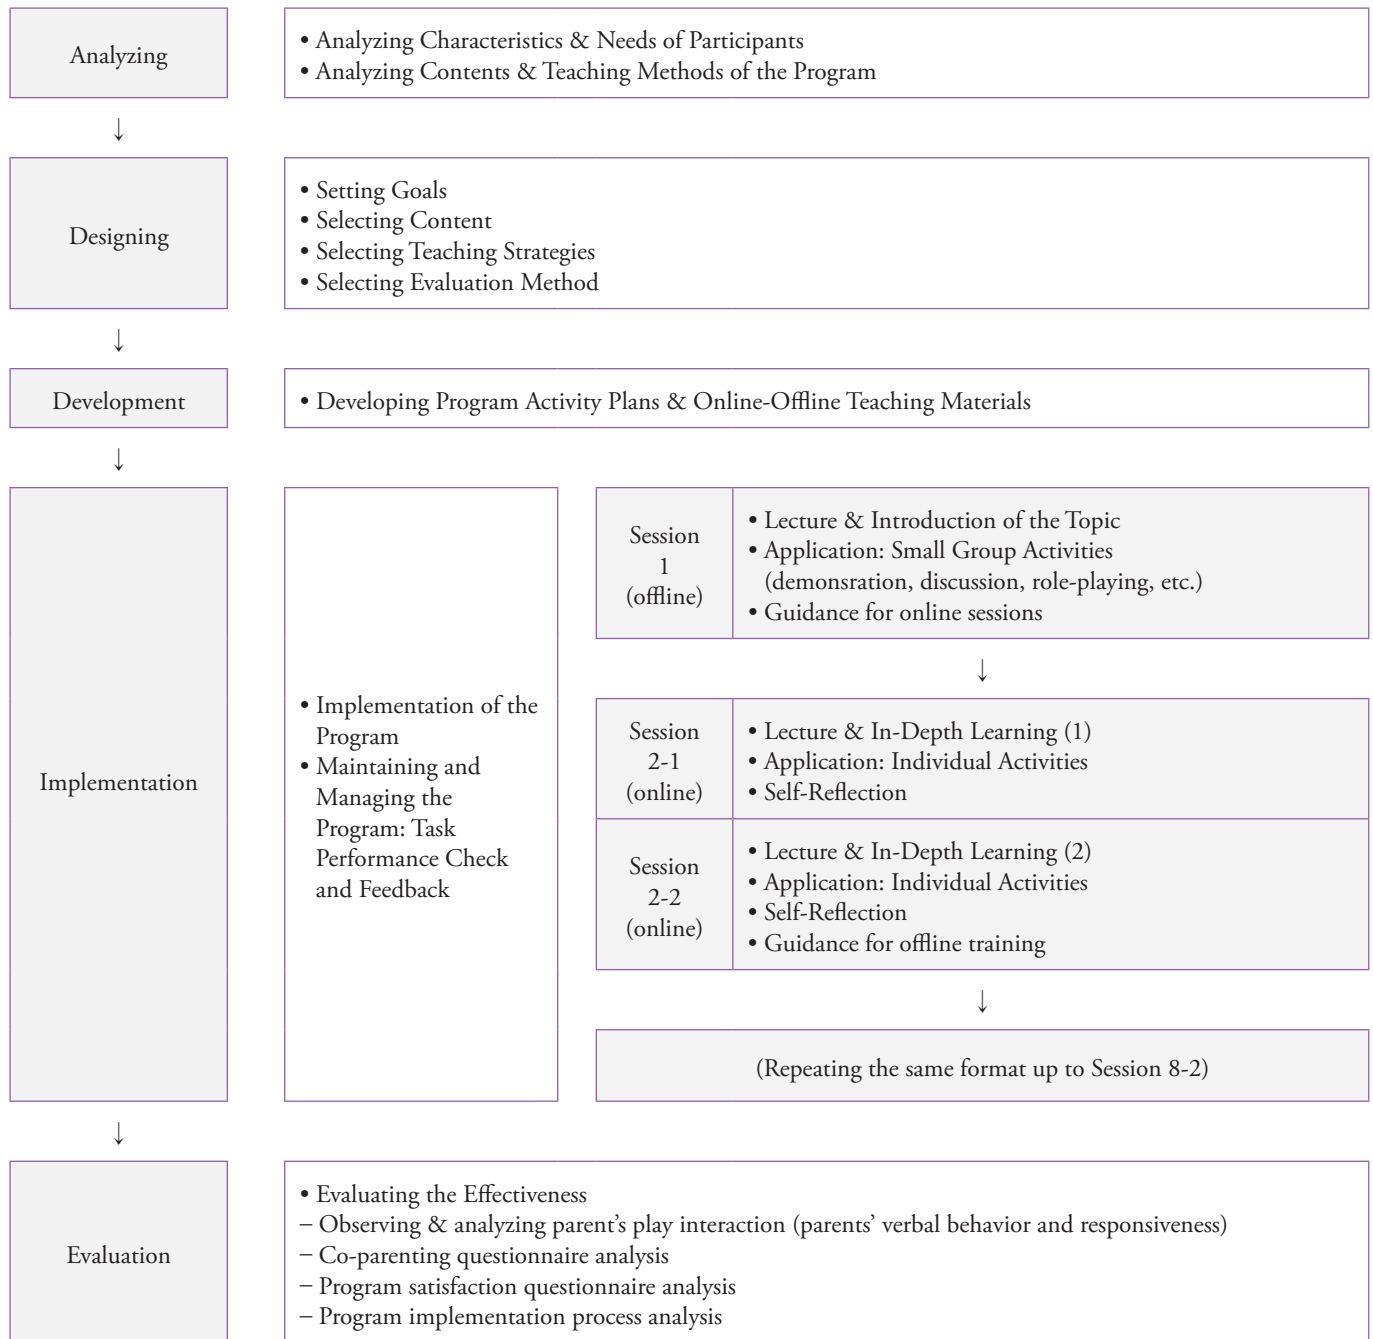 Analyzing
• Analyzing Characteristics & Needs of Participants
• Analyzing Contents & Teaching Methods of the Program
↓
Designing
• Setting Goals
• Selecting Content
• Selecting Teaching Strategies
• Selecting Evaluation Method
↓
Development
• Developing Program Activity Plans & Online-Offline Teaching Materials
↓
Implementation
• Implementation of the
Program
• Maintaining and
Managing the
Program: Task
Performance Check
and Feedback
Session
1
(offline)
• Lecture & Introduction of the Topic
• Application: Small Group Activities
(demonsration, discussion, role-playing, etc.)
• Guidance for online sessions
↓
Session
2-1
(online)
• Lecture & In-Depth Learning (1)
• Application: Individual Activities
• Self-Reflection
Session
2-2
(online)
• Lecture & In-Depth Learning (2)
• Application: Individual Activities
• Self-Reflection
• Guidance for offline training
↓
(Repeating the same format up to Session 8-2)
↓
Evaluation
• Evaluating the Effectiveness
– Observing & analyzing parent’s play interaction (parents’ verbal behavior and responsiveness)
– Co-parenting questionnaire analysis
– Program satisfaction questionnaire analysis
– Program implementation process analysis